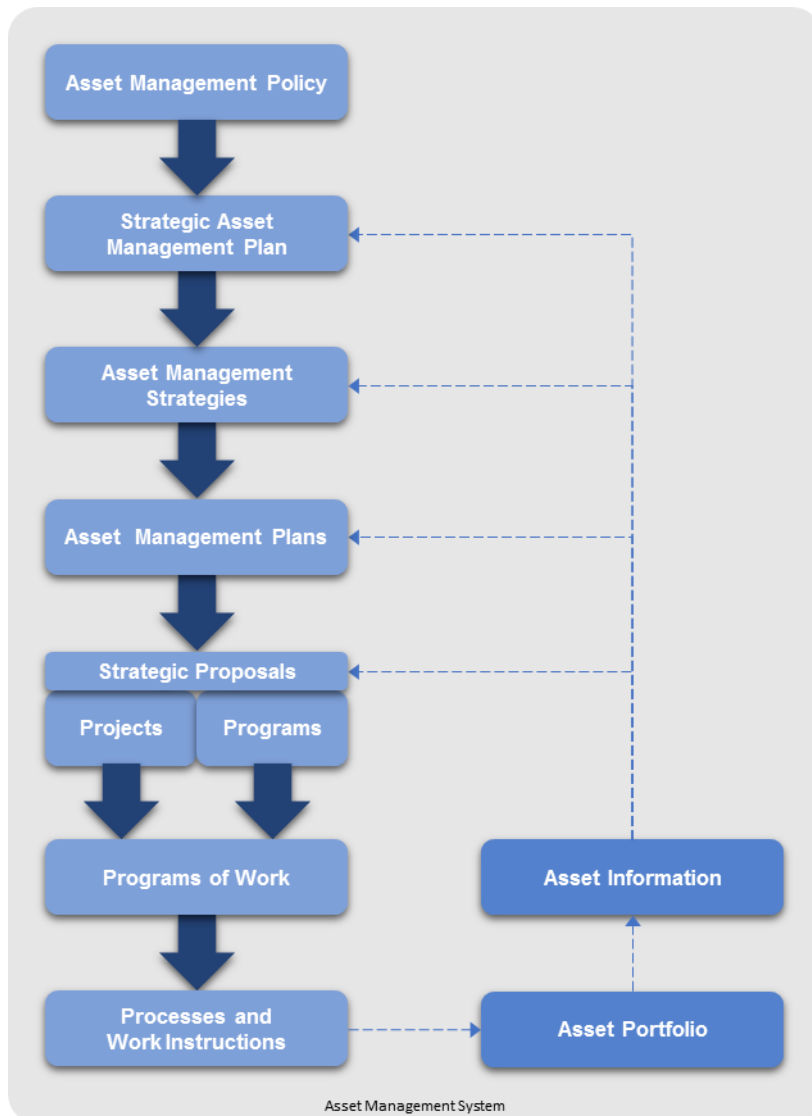 Asset Management Policy
Strategic Asset
Management Plan
Asset Management
Strategies
Asset Management Plans
Strategic Proposals
Projects
Programs
Programs of Work
Asset Information
Processes and
Work Instructions
Asset Portfolio
Asset Management System